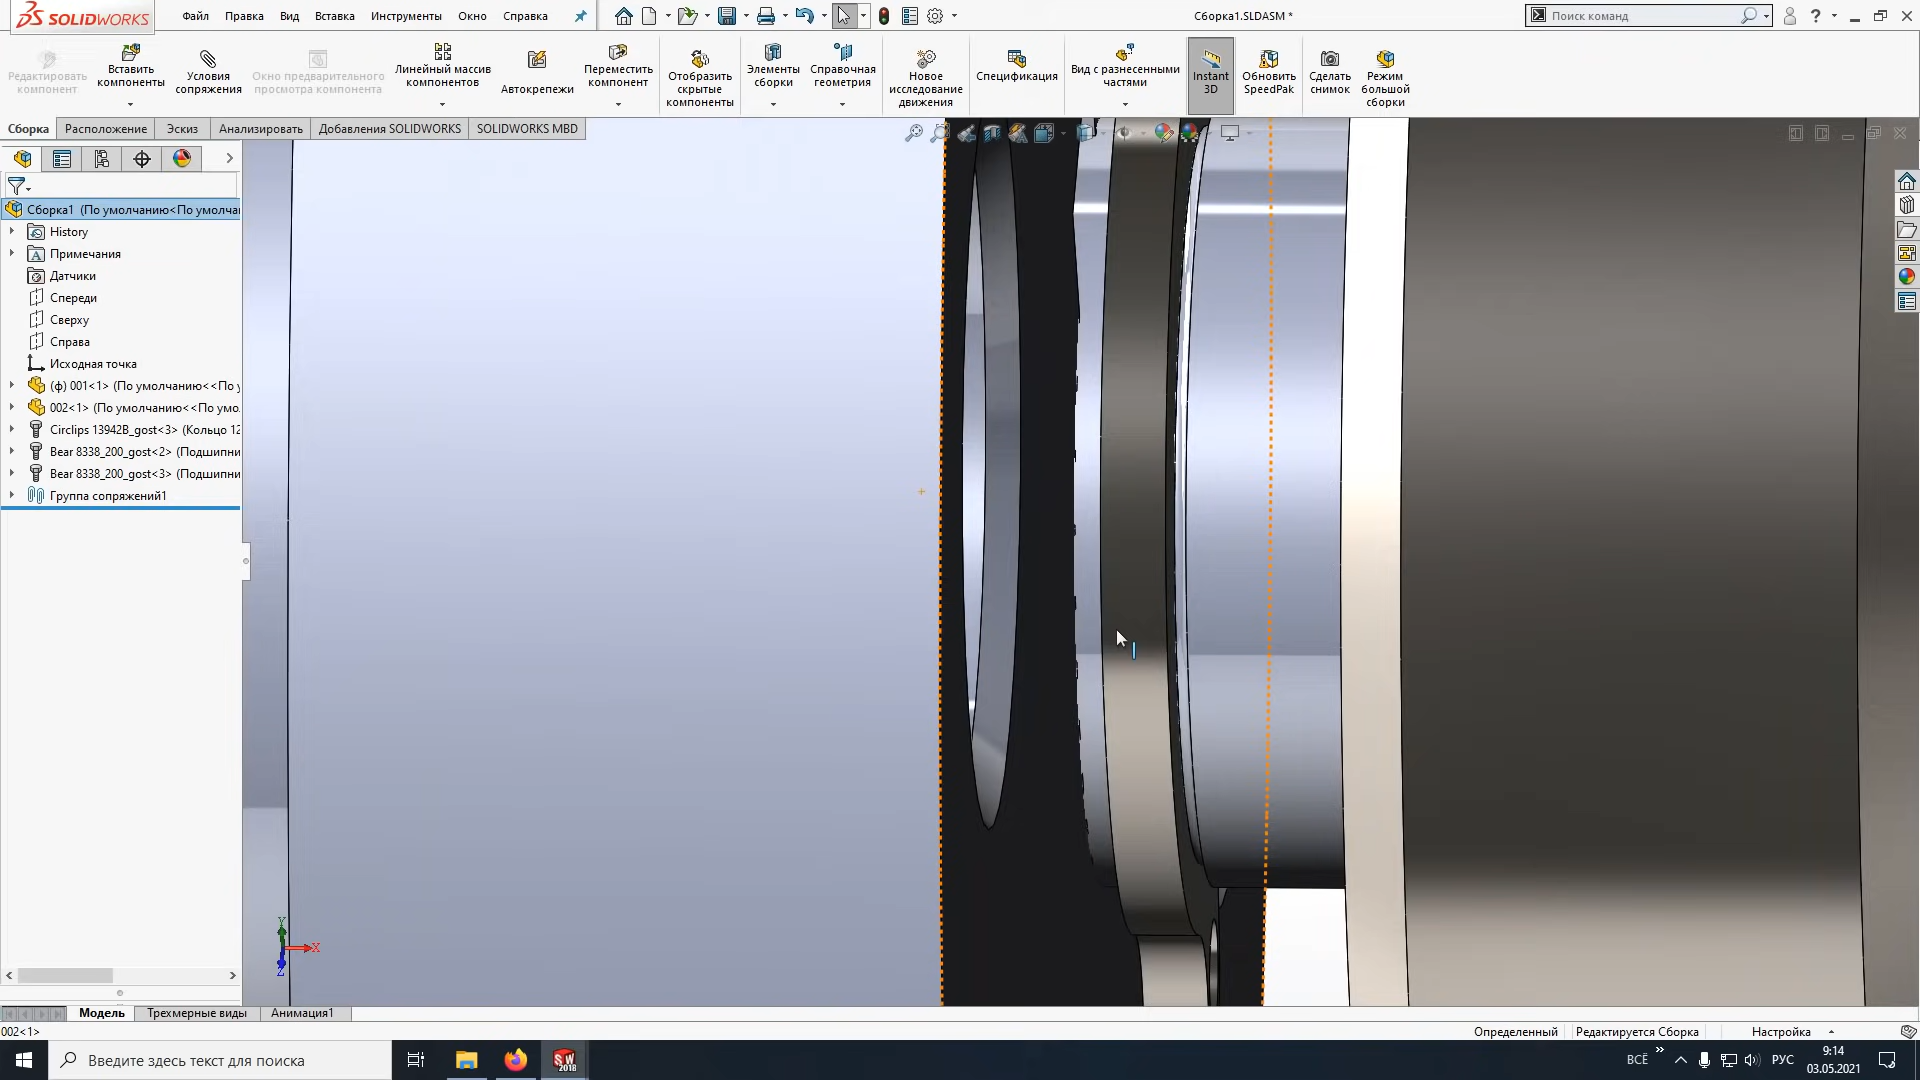 SOLIDWORKS
Файл Правка Вид Вставка Инструменты Окно Справка
Сборка1.SLDASM *
Поиск команд
Редактировать компонент
Вставить компоненты
Условия сопряжения
Окно предварительного просмотра компонента
Линейный массив компонентов
Автокрепежи
Переместить компонент
Отобразить скрытые компоненты
Элементы сборки
Справочная геометрия
Новое исследование движения
Спецификация
Вид с разнесенными частями
Instant 3D
Обновить SpeedPak
Сделать снимок
Режим большой сборки
Сборка Расположение Эскиз Анализировать Добавления SOLIDWORKS SOLIDWORKS MBD
Сборка1 (По умолчанию<По умолча
History
Примечания
Датчики
Спереди
Сверху
Справа
Исходная точка
(ф) 001<1> (По умолчанию<<По у
002<1> (По умолчанию<<По умо.
Circlips 13942B_gost<3> (Кольцо 12
Bear 8338_200_gost<2> (Подшипни
Bear 8338_200_gost<3> (Подшипни
Группа сопряжений1
Y
X
Z
Модель Трехмерные виды Анимация1
002<1>
Определенный Редактируется Сборка Настройка
Введите здесь текст для поиска
SW 2018
ВСЁ
РУС
9:14
03.05.2021